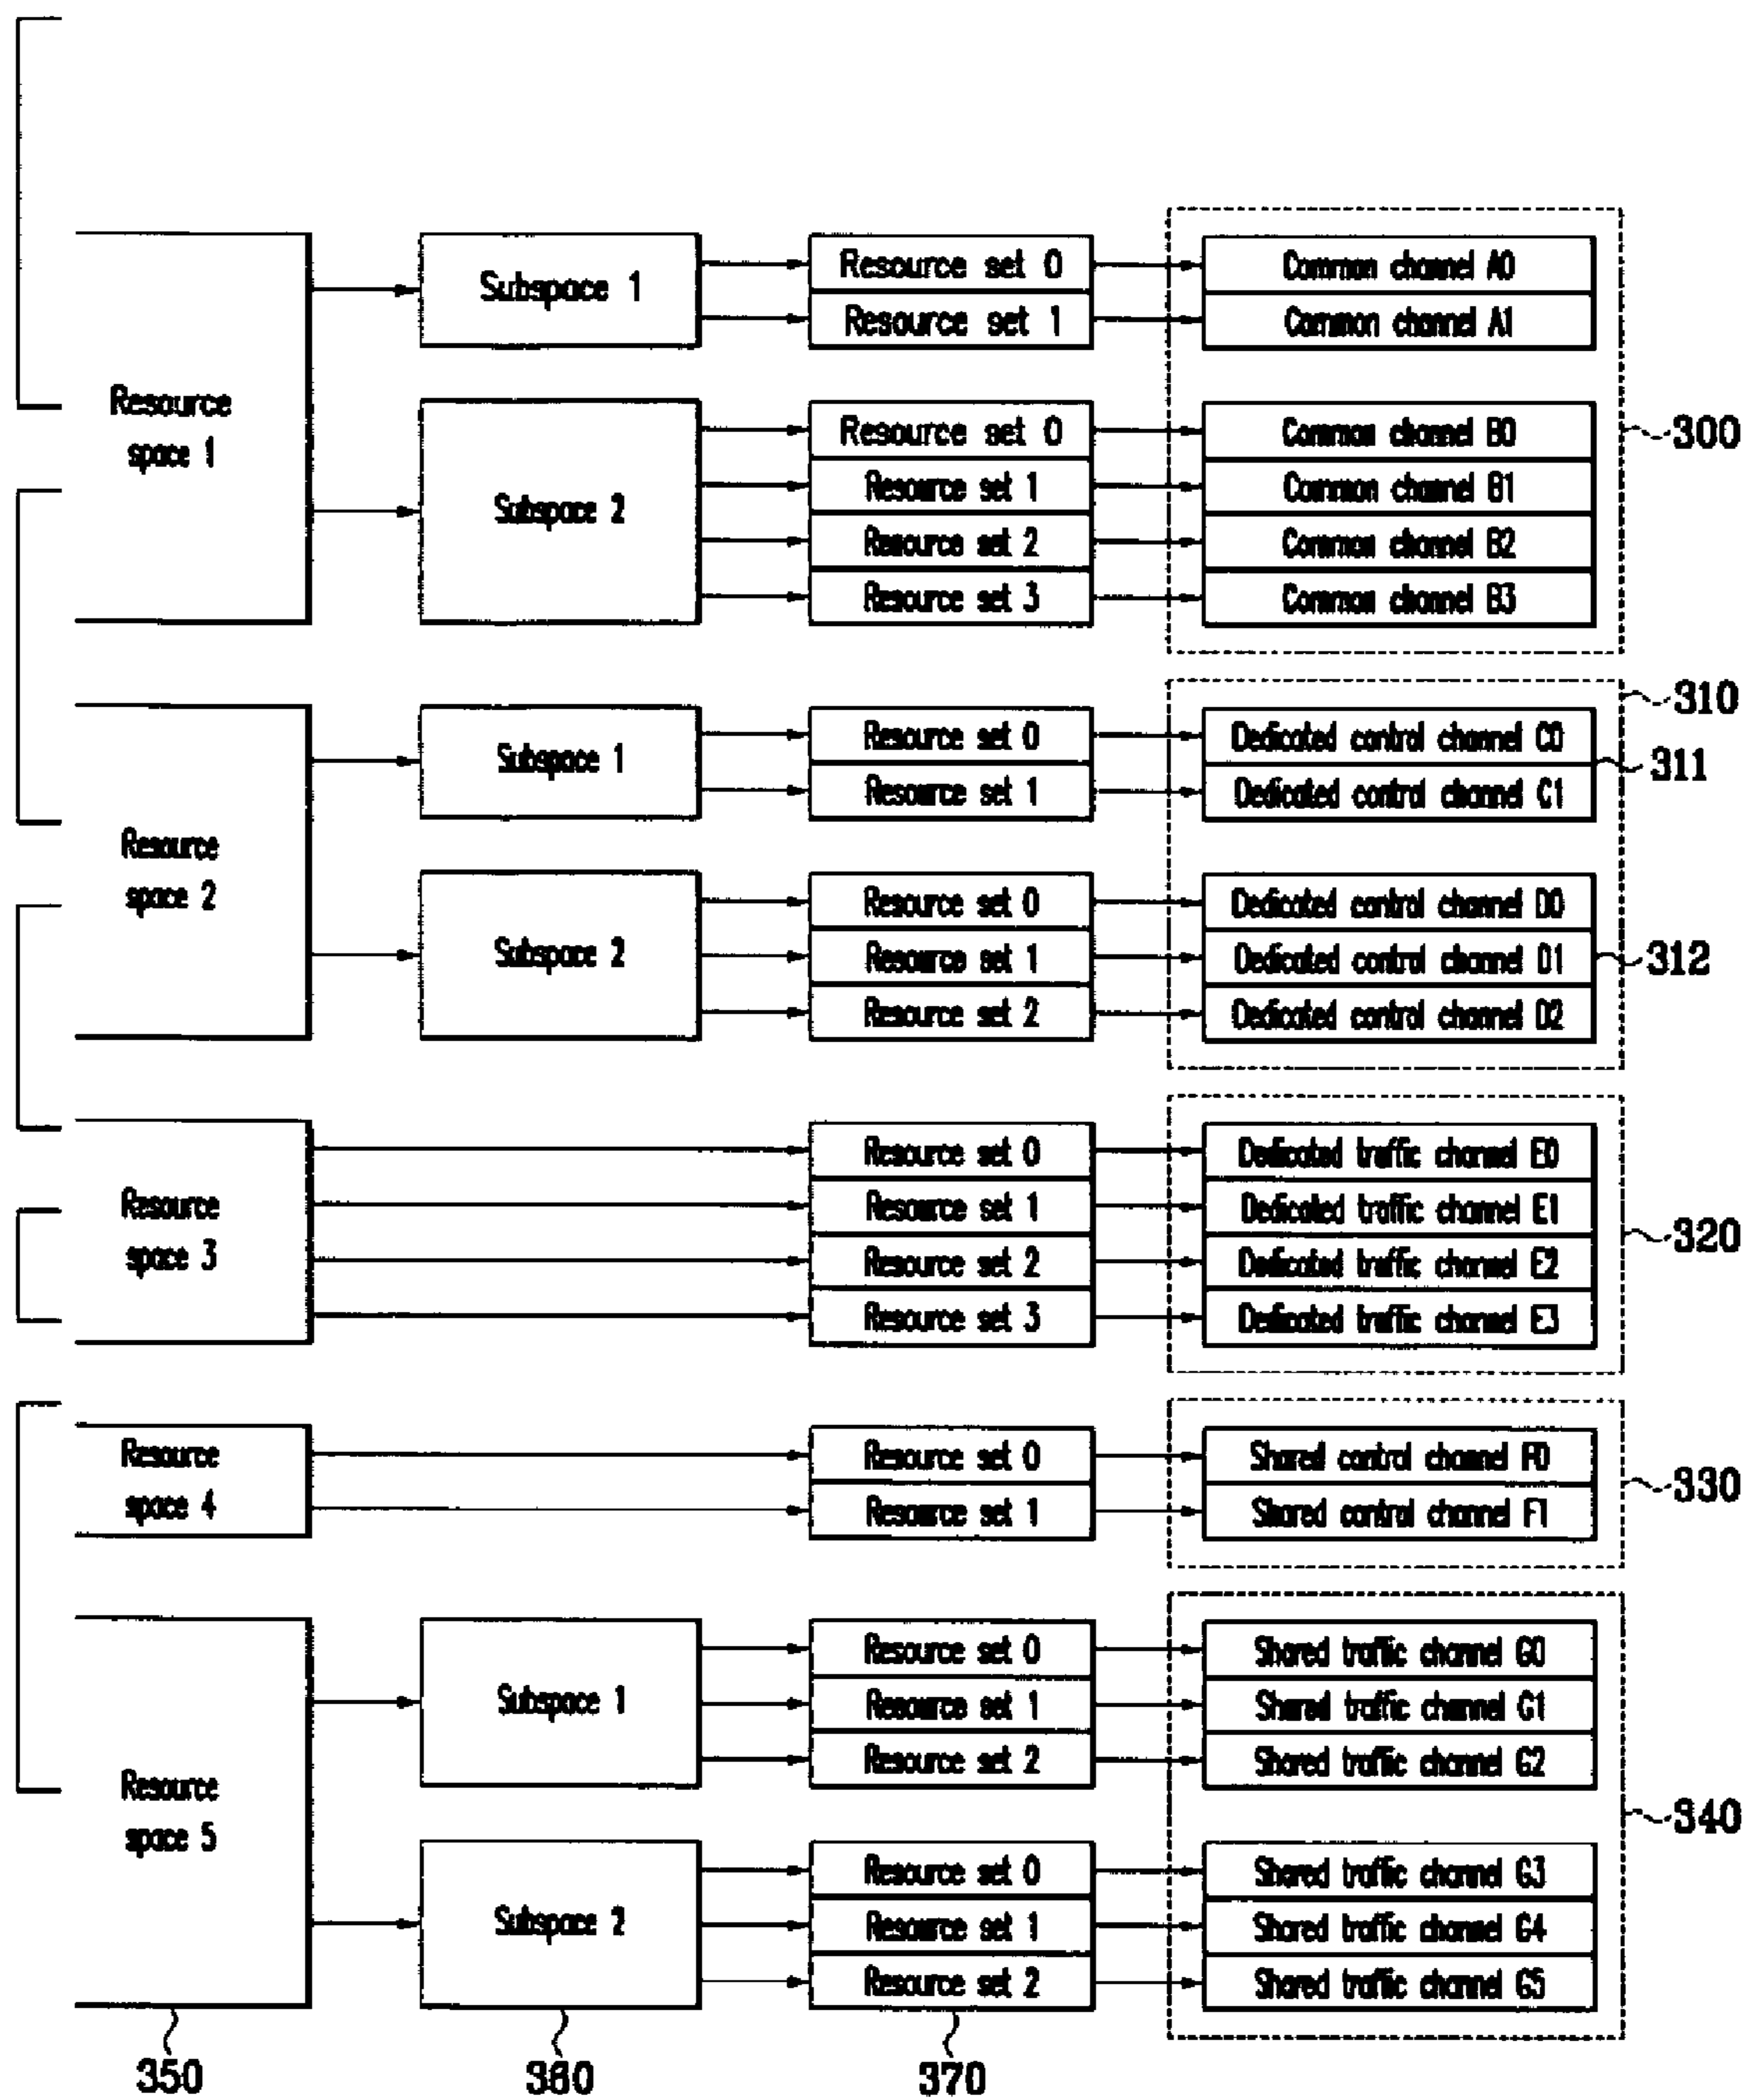 Resource
space 1
Subspace 1
Resource set 0
Common channel A0
Resource set 1
Common channel A1
Subspace 2
Resource set 0
Common channel B0
300
Resource set 1
Common channel B1
Resource set 2
Common channel B2
Resource set 3
Common channel B3
310
Resource
space 2
Subspace 1
Resource set 0
Dedicated control channel C0
311
Resource set 1
Dedicated control channel C1
Subspace 2
Resource set 0
Dedicated control channel D0
Resource set 1
Dedicated control channel D1
312
Resource set 2
Dedicated control channel D2
Resource
space 3
Resource set 0
Dedicated traffic channel E0
Resource set 1
Dedicated traffic channel E1
320
Resource set 2
Dedicated traffic channel E2
Resource set 3
Dedicated traffic channel E3
Resource
space 4
Resource set 0
Shared control channel F0
330
Resource set 1
Shared control channel F1
Resource
space 5
Subspace 1
Resource set 0
Shared traffic channel G0
Resource set 1
Shared traffic channel G1
Resource set 2
Shared traffic channel G2
340
Subspace 2
Resource set 0
Shared traffic channel G3
Resource set 1
Shared traffic channel G4
Resource set 2
Shared traffic channel G5
350
360
370